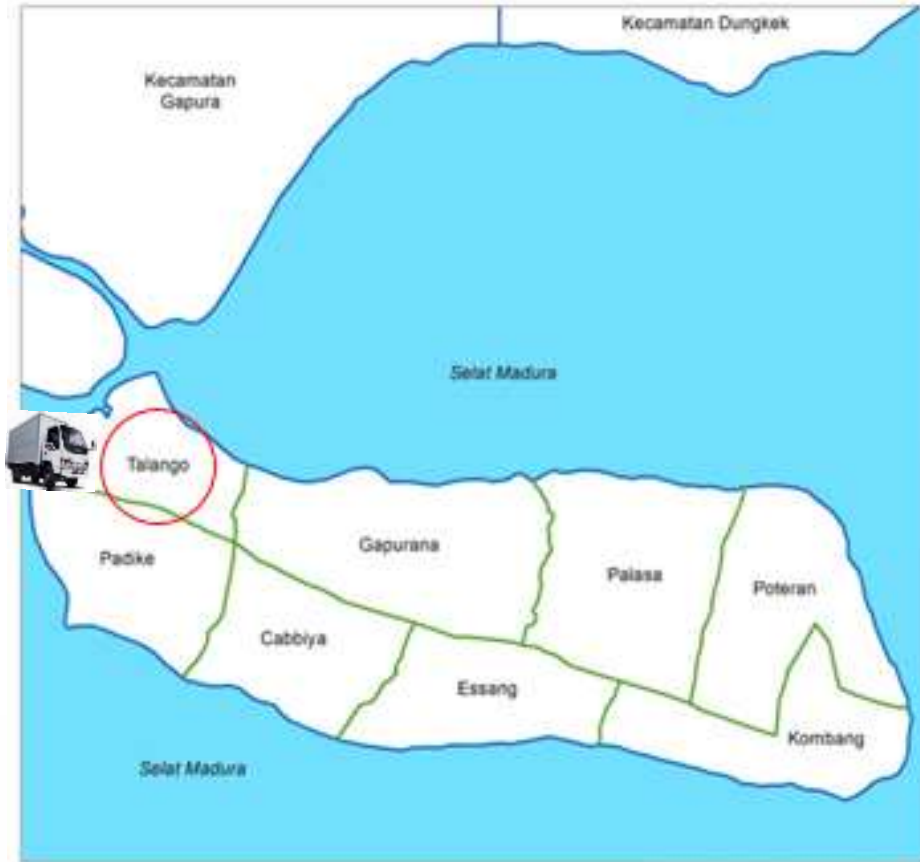 Kecamatan Dungkek
Kecamatan
Gapura
Selat Madura
Talango
Gapurana
Padike
Palasa
Poteran
Cabbiya
Essang
Kombang
Selat Madura